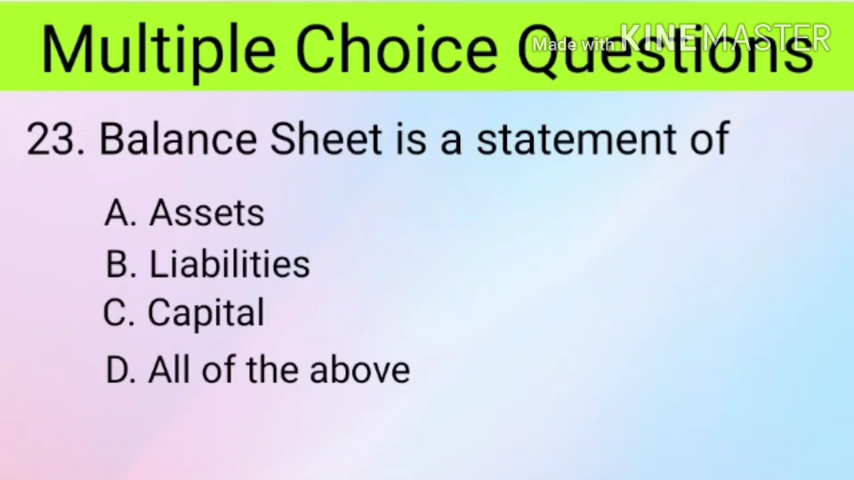 Multiple Choice Questions
Made with KINEMASTER
23. Balance Sheet is a statement of
A. Assets
B. Liabilities
C. Capital
D. All of the above